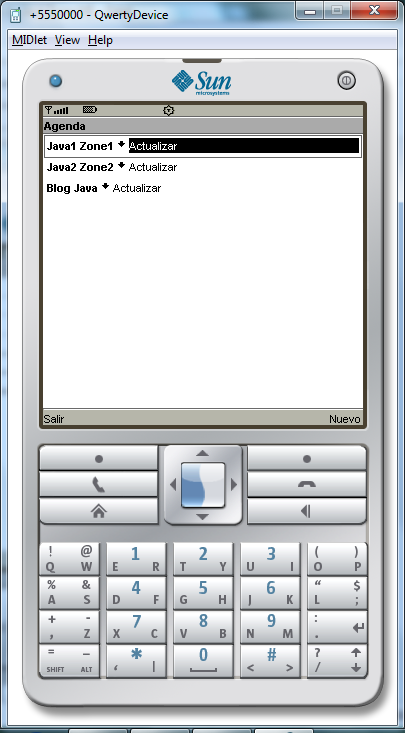 +5550000 - QwertyDevice
MIDlet View Help
Sun
microsystems
Agenda
Java1 Zone1 Actualizar
Java2 Zone2 Actualizar
Blog Java Actualizar
Salir Nuevo
! @ 1 2 3 ( )
Q W E R T Y U I O P
% & 4 5 6 “ $
A S D F G H J K L ;
+ - 7 8 9 :
, Z X C V B N M .
= – * 0 # ?
SHIFT ALT ‘ | < > /